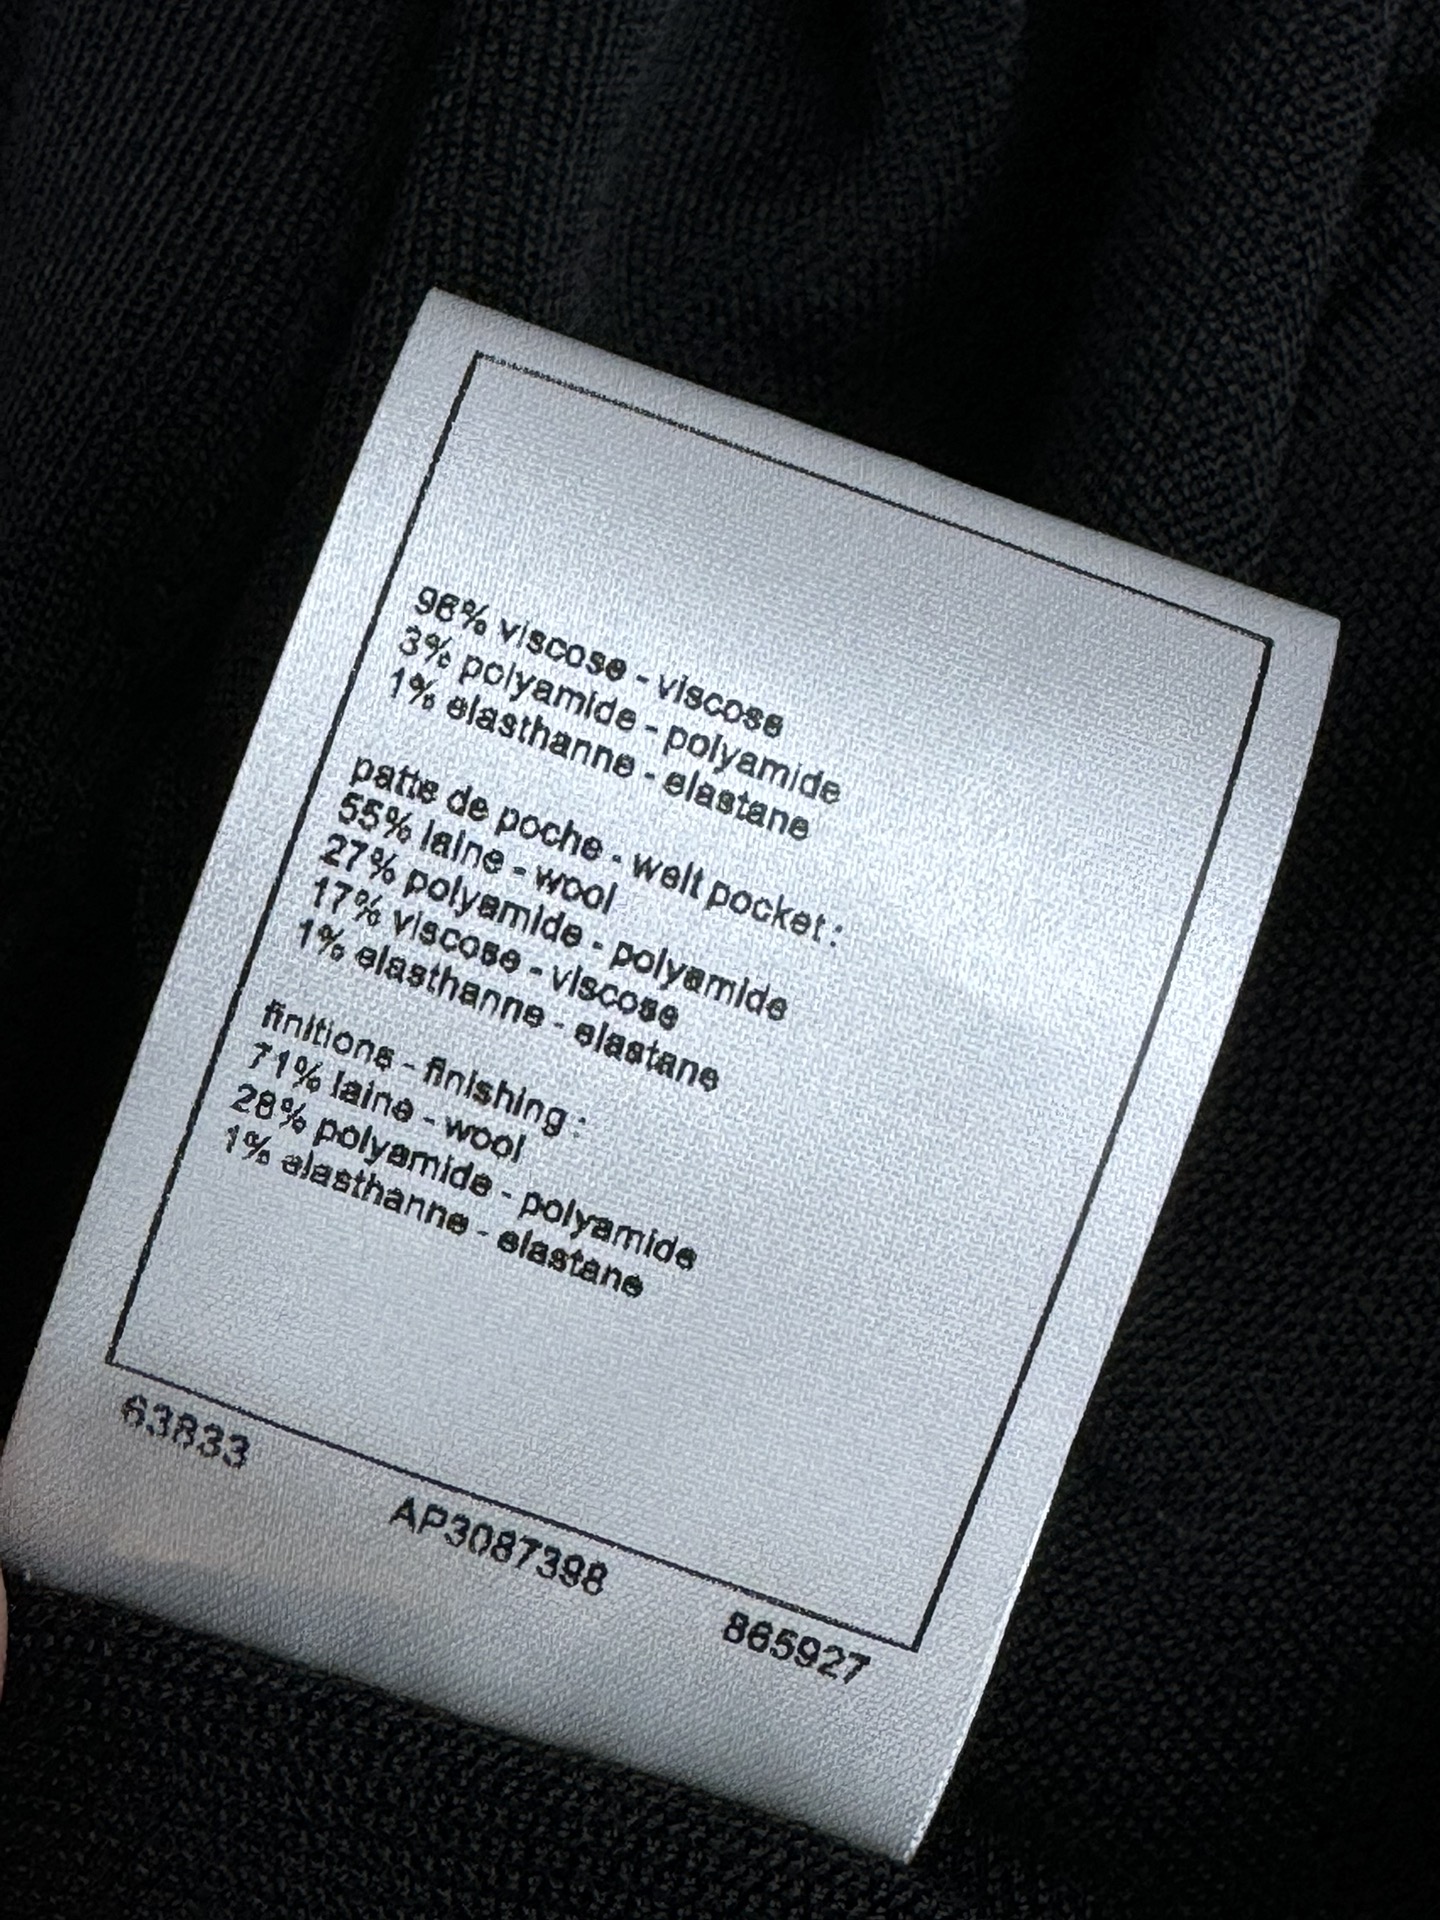 96% viscose - viscose
3% polyamide - polyamide
1% elasthanne - elastane
patte de poche - welt pocket :
55% laine - wool
27% polyamide - polyamide
17% viscose - viscose
1% elasthanne - elastane
finitions - finishing :
71% laine - wool
28% polyamide - polyamide
1% elasthanne - elastane
63833
AP3087398
865927